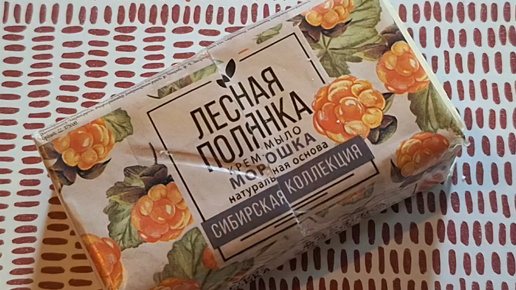 ЛЕСНАЯ
ПОЛЯНКА
КРЕМ-МЫЛО
МОРОШКА
натуральная основа
СИБИРСКАЯ КОЛЛЕКЦИЯ